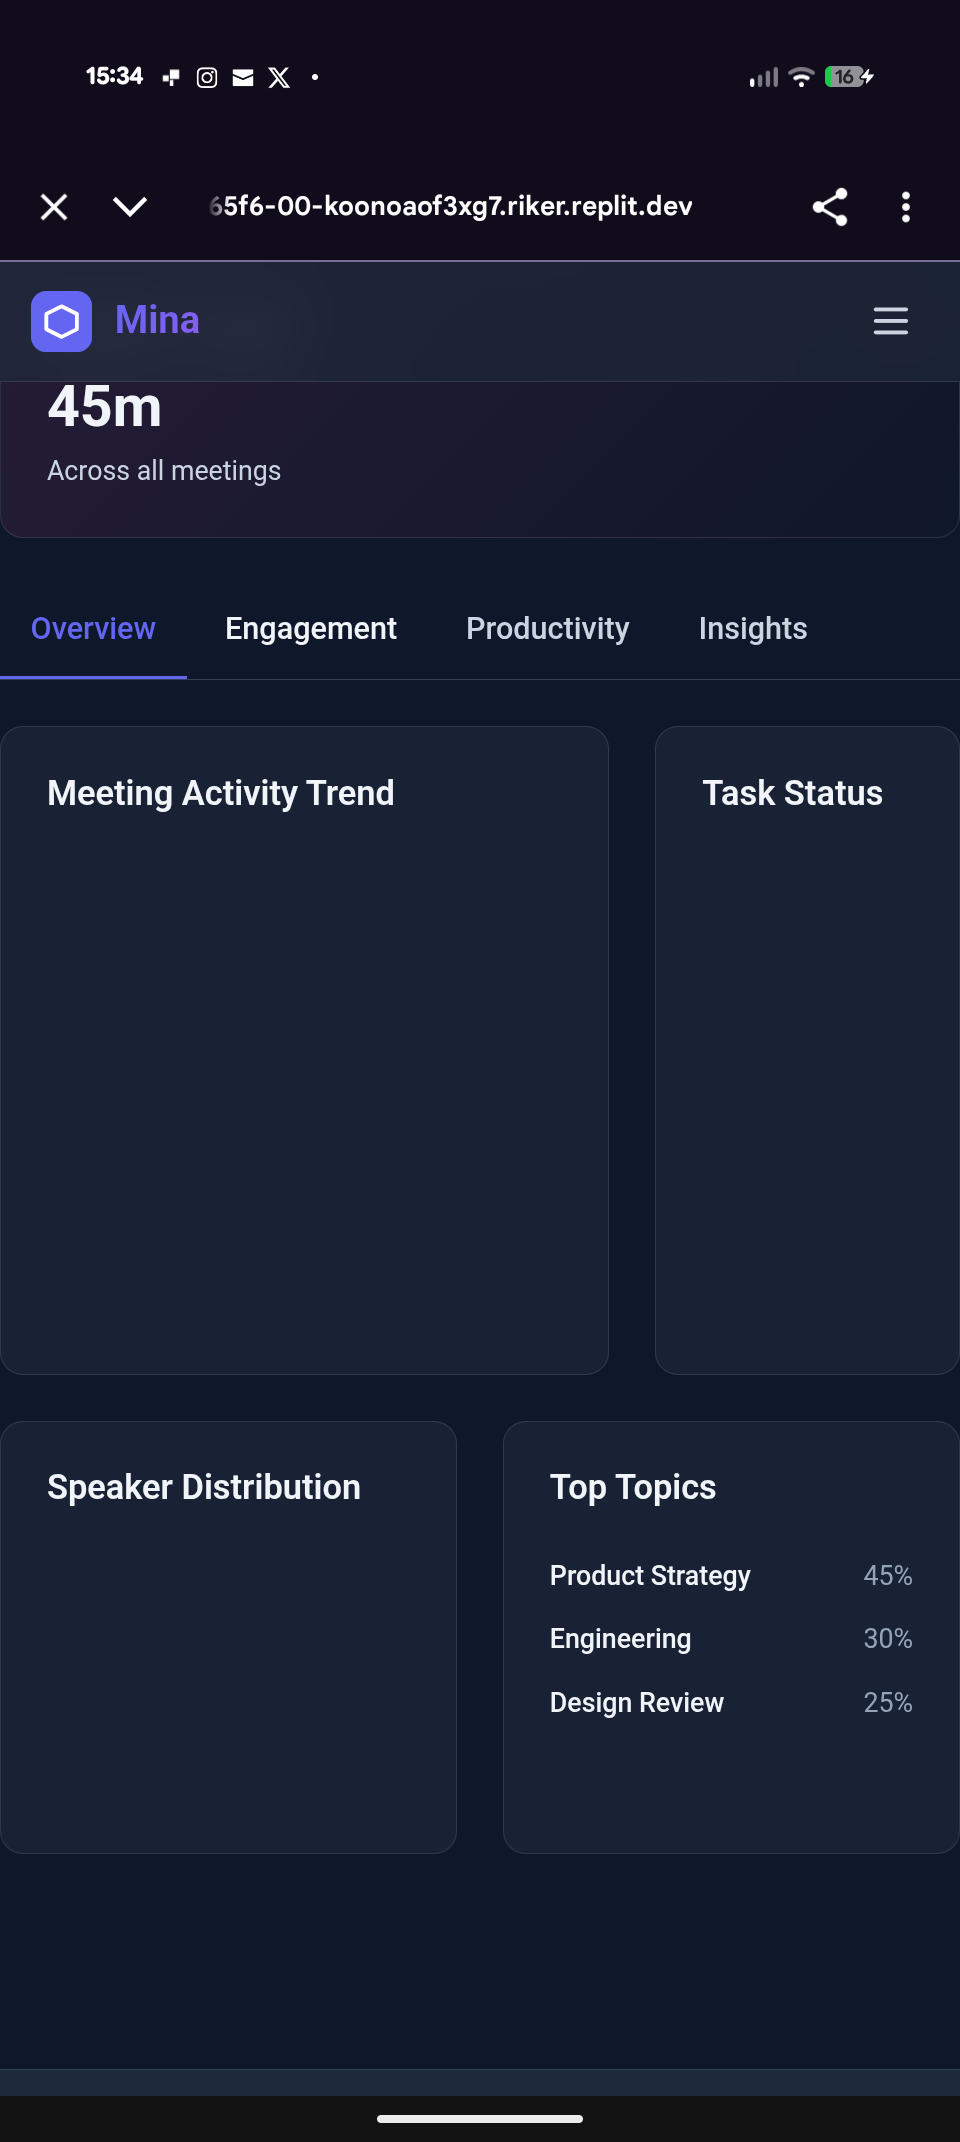 15:34
16
65f6-00-koonoaof3xg7.riker.replit.dev
Mina
45m
Across all meetings
Overview Engagement Productivity Insights
Meeting Activity Trend
Task Status
Speaker Distribution
Top Topics
Product Strategy 45%
Engineering 30%
Design Review 25%